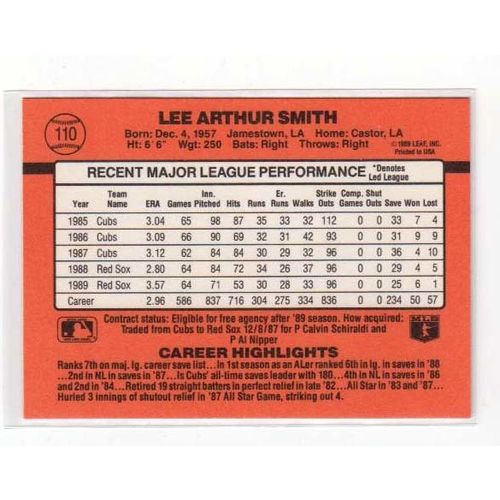 110
LEE ARTHUR SMITH
Born: Dec. 4, 1957 Jamestown, LA Home: Castor, LA
Ht: 6' 6" Wgt: 250 Bats: Right Throws: Right
© 1989 LEAF, INC.
Printed in USA
RECENT MAJOR LEAGUE PERFORMANCE *Denotes Led League
Year Team Name ERA Games Inn. Pitched Hits Runs Er. Runs Walks Strike Outs Comp. Games Shut Outs Save Won Lost
1985 Cubs 3.04 65 98 87 35 33 32 112 0 0 33 7 4
1986 Cubs 3.09 66 90 69 32 31 42 93 0 0 31 9 9
1987 Cubs 3.12 62 84 84 30 29 32 96 0 0 36 4 10
1988 Red Sox 2.80 64 84 72 34 26 37 96 0 0 29 4 5
1989 Red Sox 3.57 64 71 53 30 28 33 96 0 0 25 6 1
Career 2.96 586 837 716 304 275 334 836 0 0 234 50 57
Contract status: Eligible for free agency after '89 season. How acquired:
Traded from Cubs to Red Sox 12/8/87 for P Calvin Schiraldi and
P Al Nipper
MLB
CAREER HIGHLIGHTS
Ranks 7th on maj. lg. career save list... In 1st season as an ALer ranked 6th in lg. in saves in '88
...2nd in NL in '87...Is Cubs' all-time saves leader with 180...4th in NL in saves in '86
and 2nd in '84... Retired 19 straight batters in perfect relief in late '82...All Star in '83 and '87...
Hurled 3 innings of shutout relief in '87 All Star Game, striking out 4.